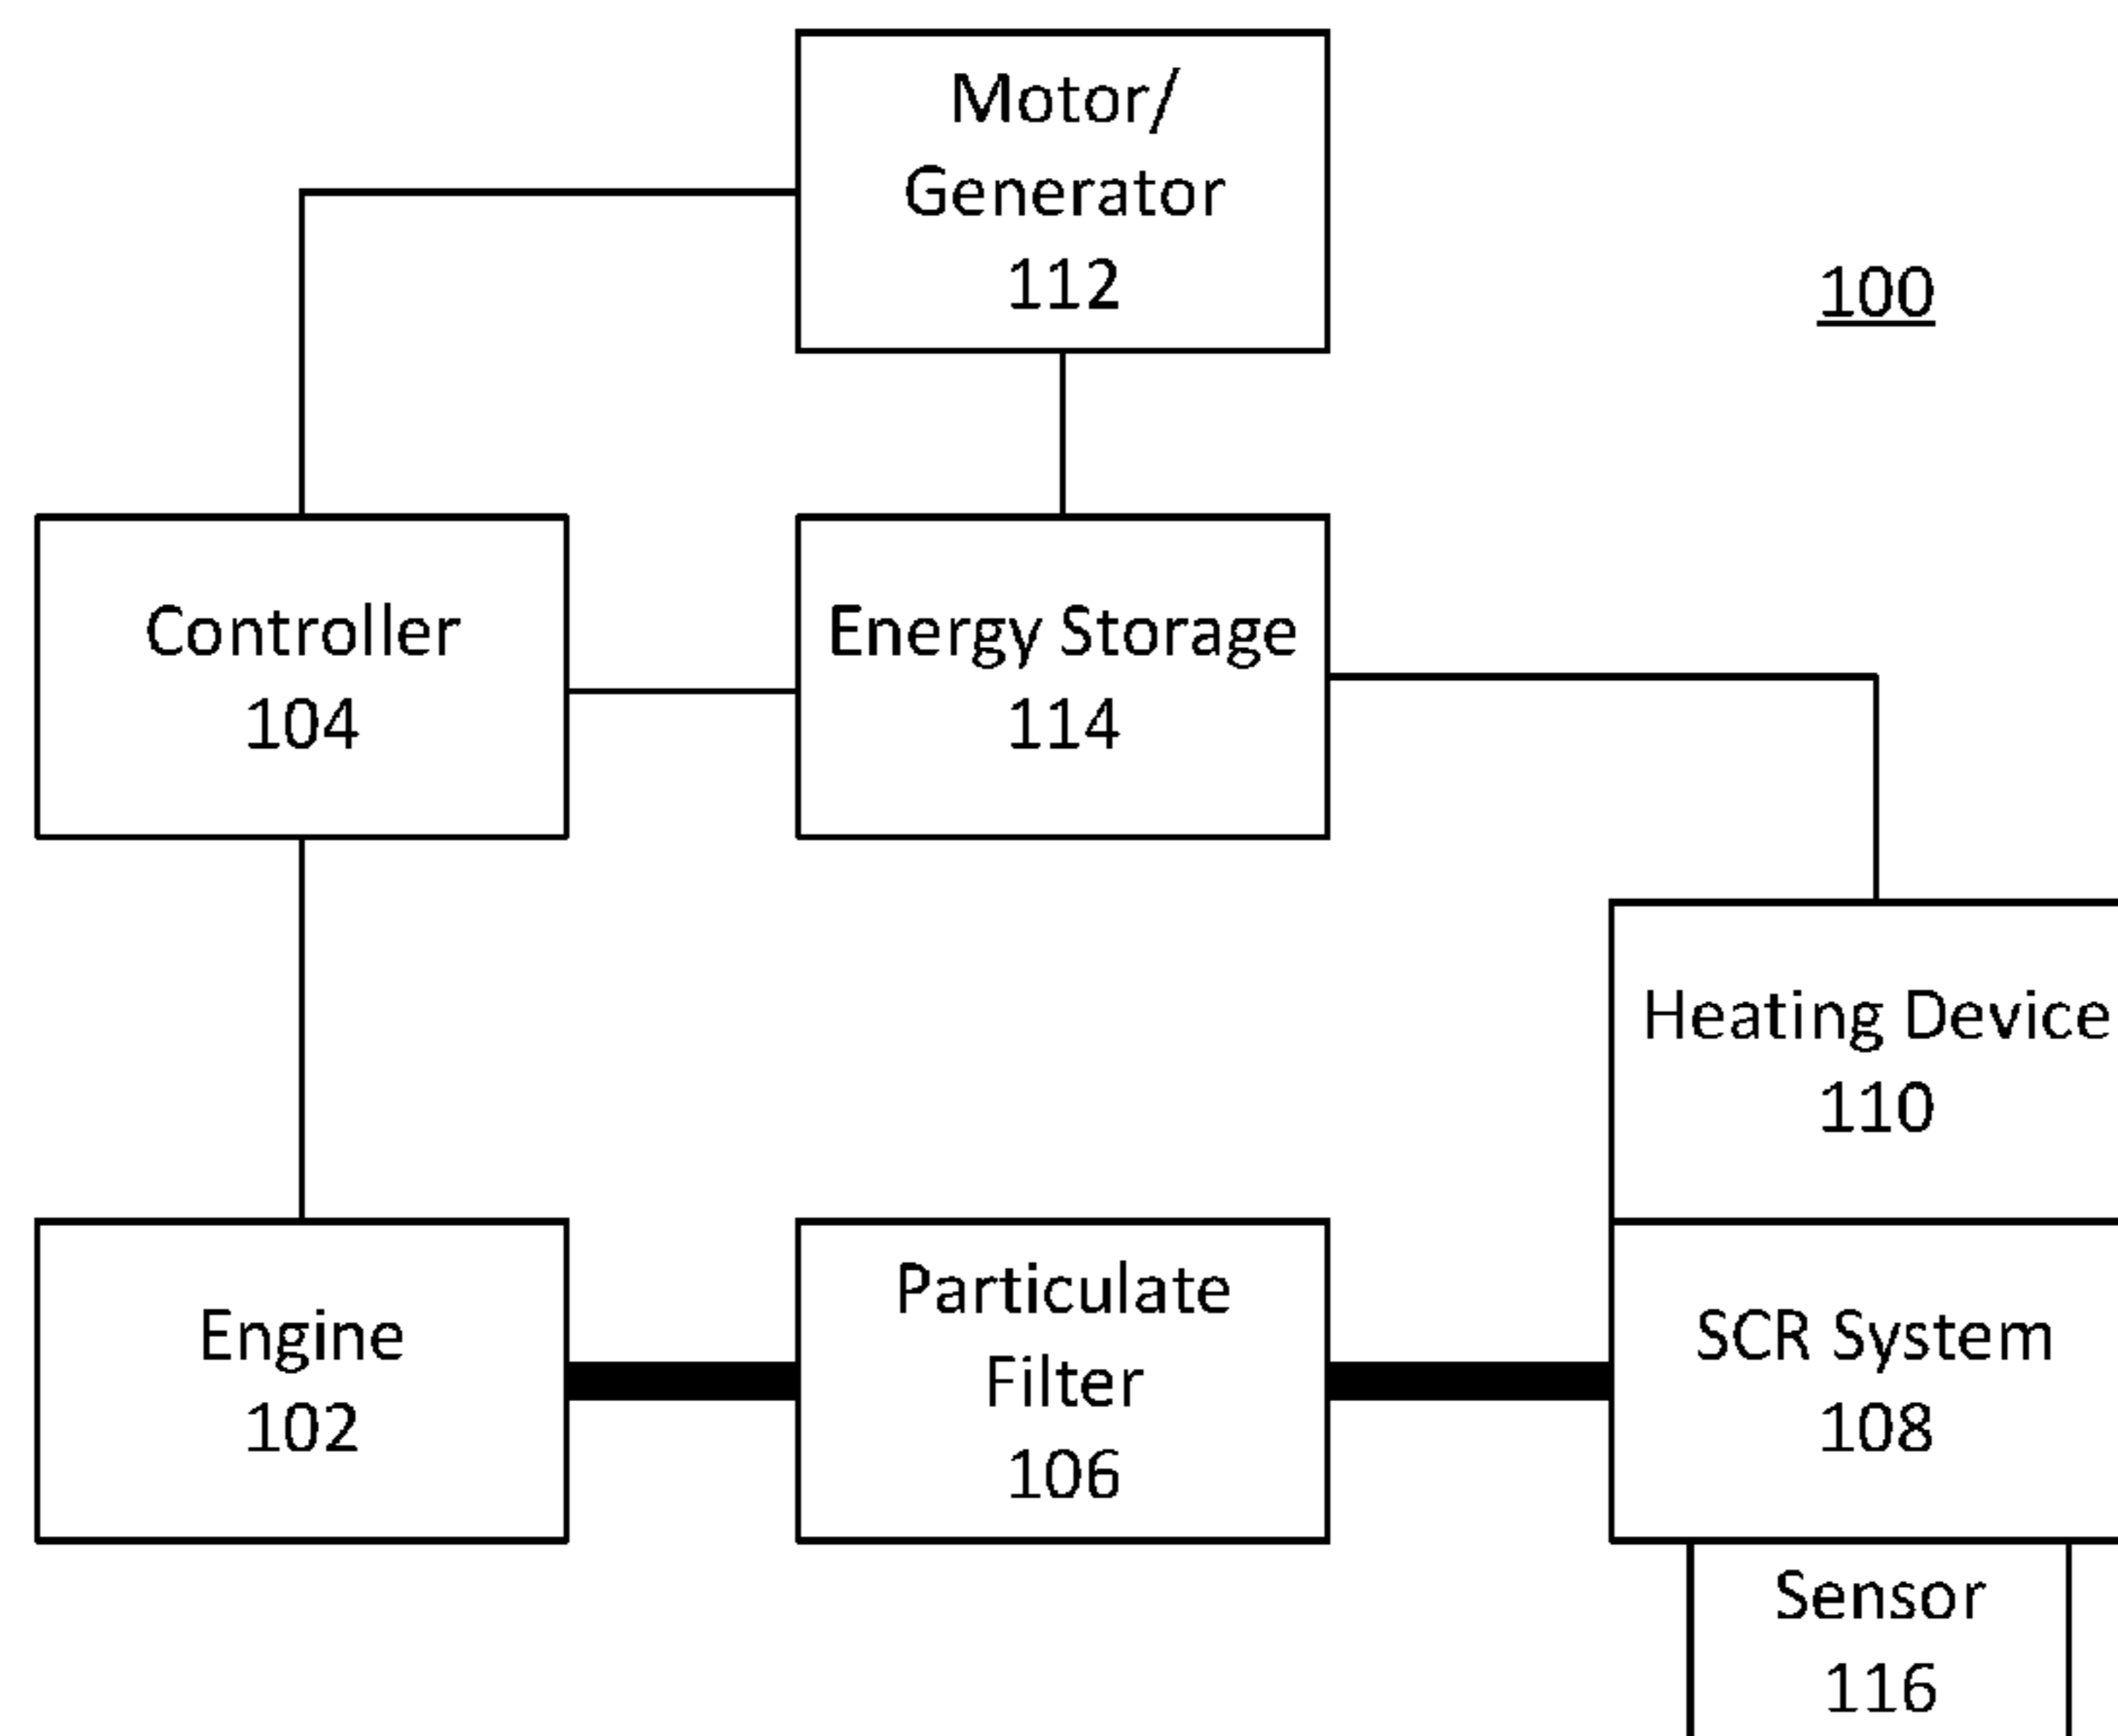 Motor/
Generator
112
100
Controller
104
Energy Storage
114
Heating Device
110
Engine
102
Particulate
Filter
106
SCR System
108
Sensor
116